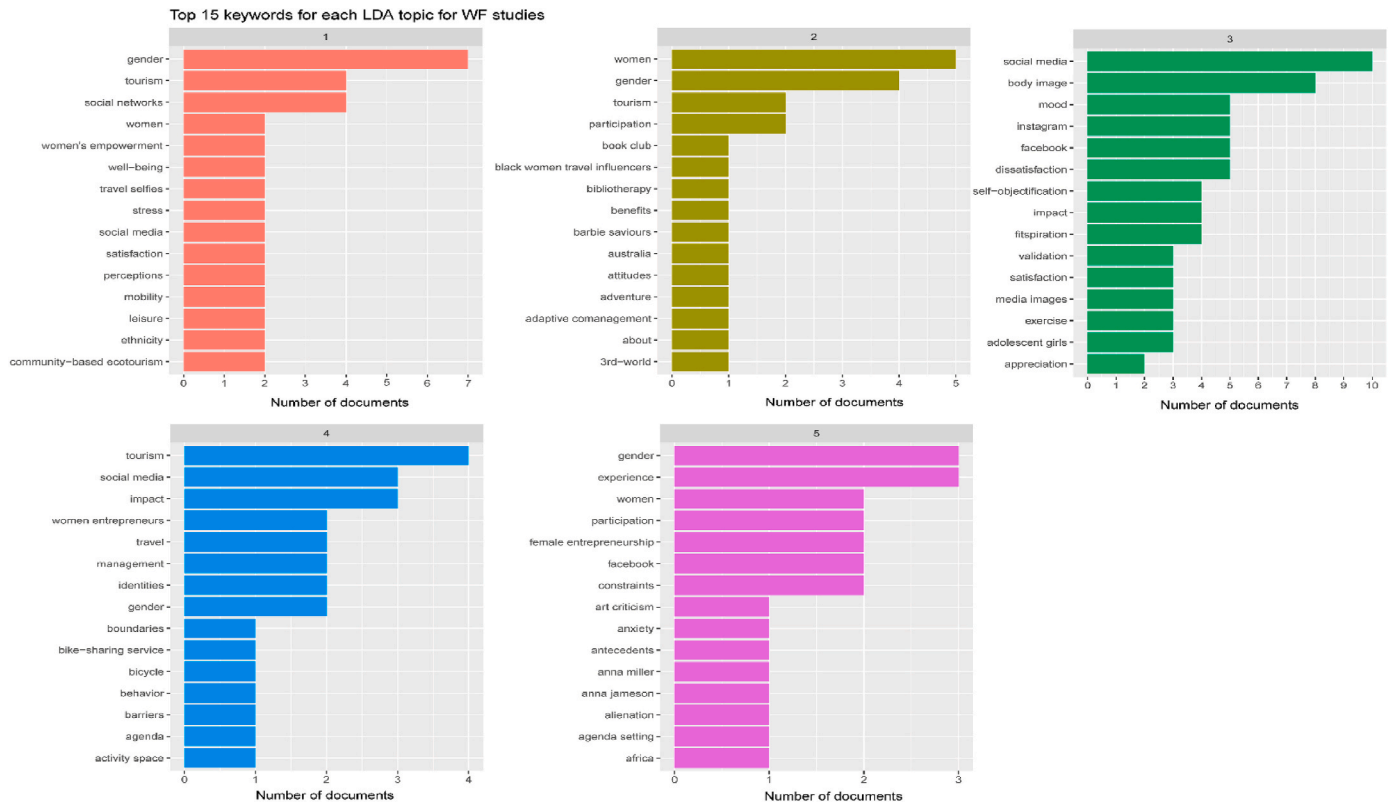 Top 15 keywords for each LDA topic for WF studies
1
gender
tourism
social networks
women
women's empowerment
well-being
travel selfies
stress
social media
satisfaction
perceptions
mobility
leisure
ethnicity
community-based ecotourism
0 1 2 3 4 5 6 7
Number of documents
2
women
gender
tourism
participation
book club
black women travel influencers
bibliotherapy
benefits
barbie saviours
australia
attitudes
adventure
adaptive comanagement
about
3rd-world
0 1 2 3 4 5
Number of documents
3
social media
body image
mood
instagram
facebook
dissatisfaction
self-objectification
impact
fitspiration
validation
satisfaction
media images
exercise
adolescent girls
appreciation
0 1 2 3 4 5 6 7 8 9 10
Number of documents
4
tourism
social media
impact
women entrepreneurs
travel
management
identities
gender
boundaries
bike-sharing service
bicycle
behavior
barriers
agenda
activity space
0 1 2 3 4
Number of documents
5
gender
experience
women
participation
female entrepreneurship
facebook
constraints
art criticism
anxiety
antecedents
anna miller
anna jameson
alienation
agenda setting
africa
0 1 2 3
Number of documents